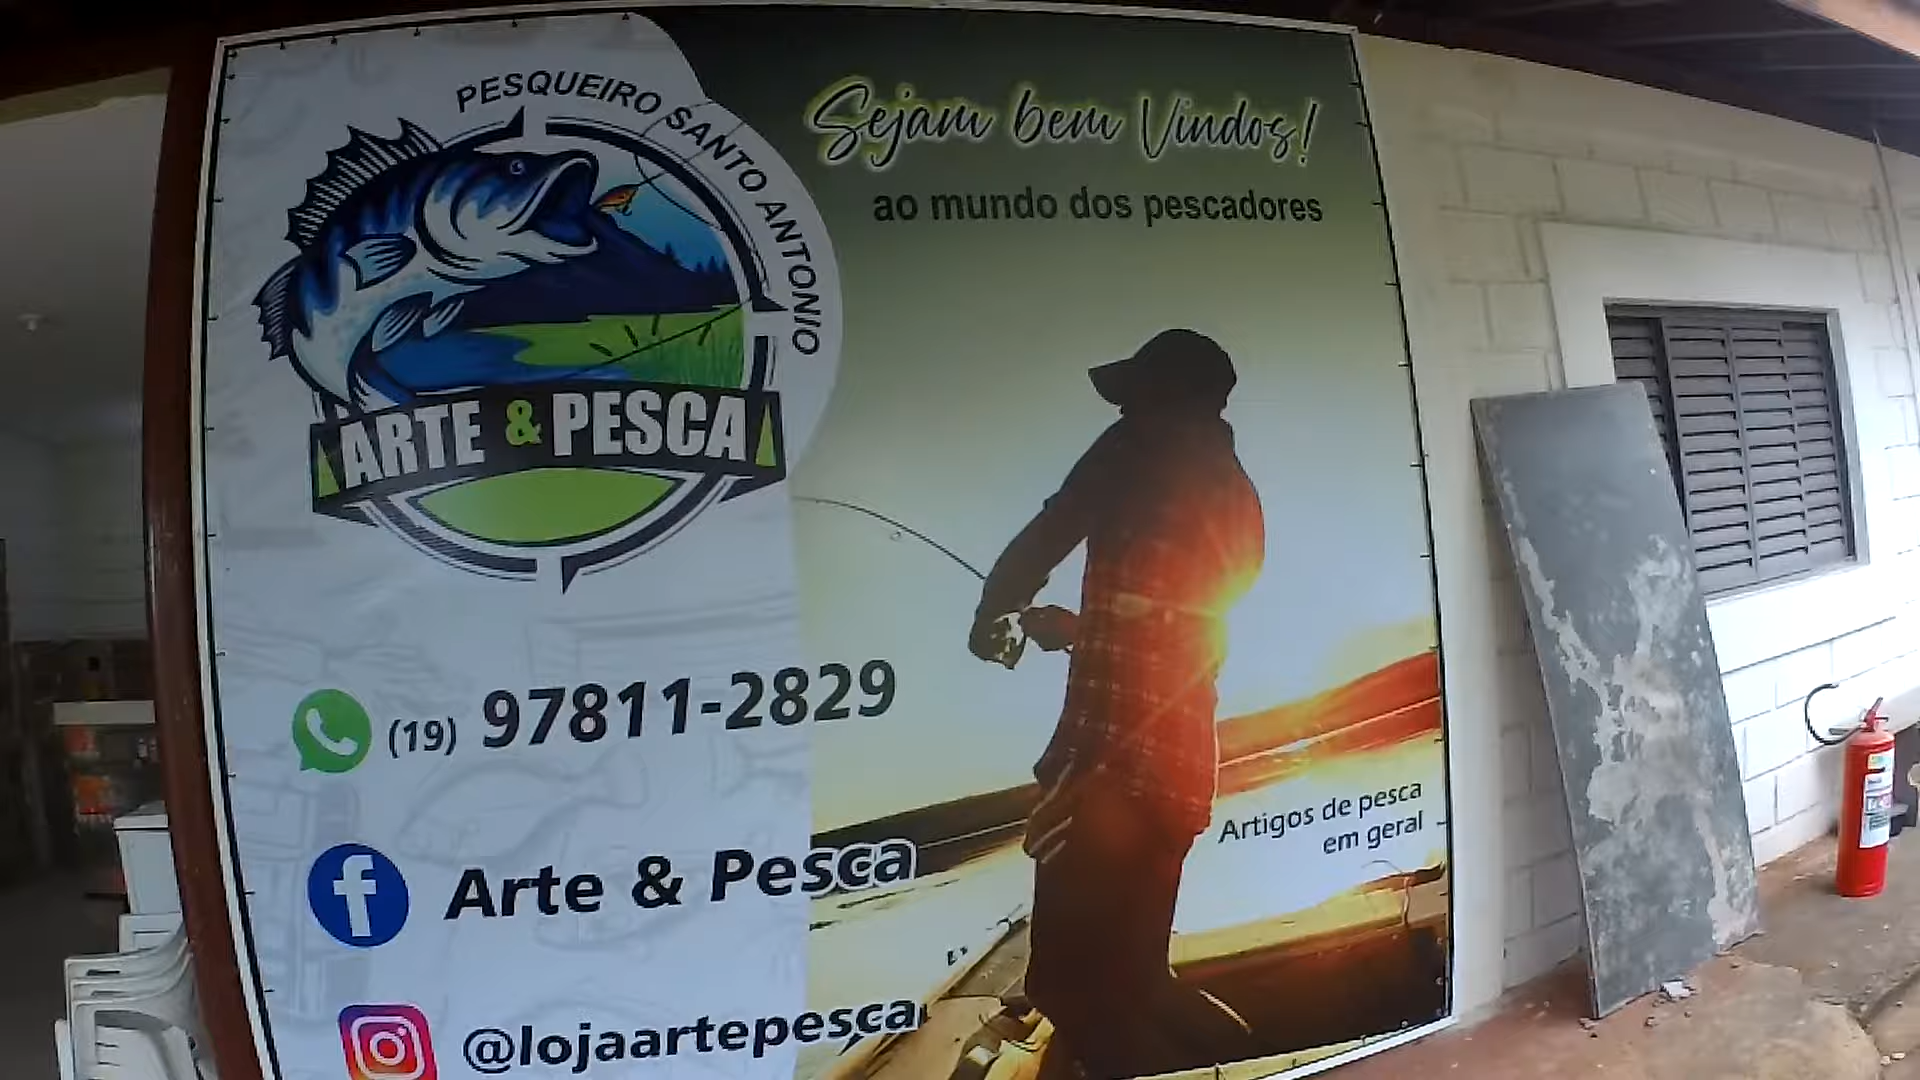 PESQUEIRO SANTO ANTONIO
ARTE & PESCA
Sejam bem Vindos!
ao mundo dos pescadores
(19) 97811-2829
Arte & Pesca
@lojaartepesca
Artigos de pesca
em geral